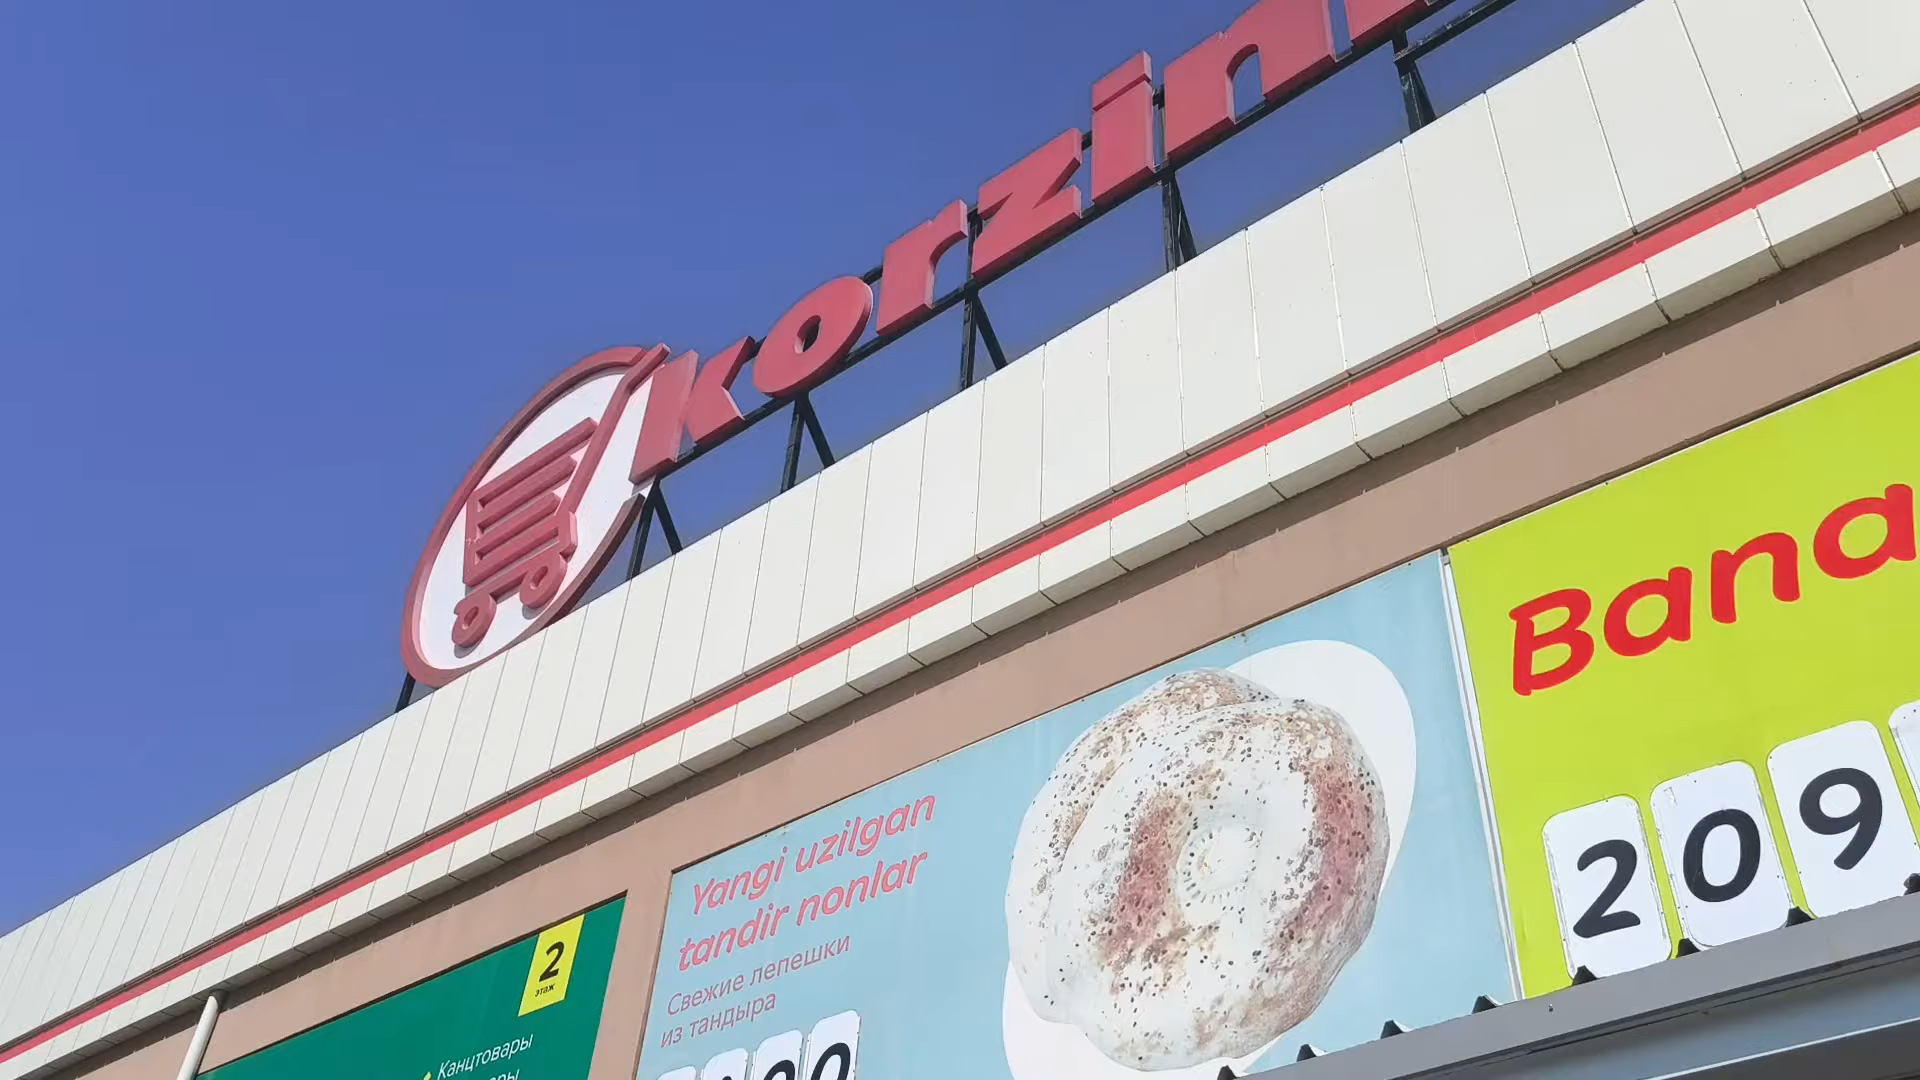 korzin
Bana
209
Yangi uzilgan
tandir nonlar
Свежие лепешки
из тандыра
2
этаж
Канцтовары